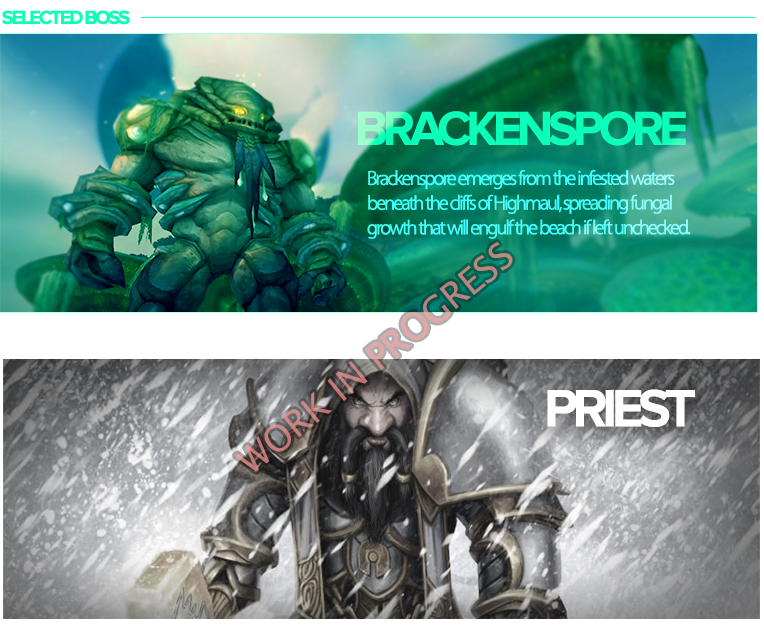 SELECTED BOSS
BRACKENSPORE
Brackenspore emerges from the infested waters
beneath the cliffs of Highmaul, spreading fungal
growth that will engulf the beach if left unchecked.
WORK IN PROGRESS
PRIEST